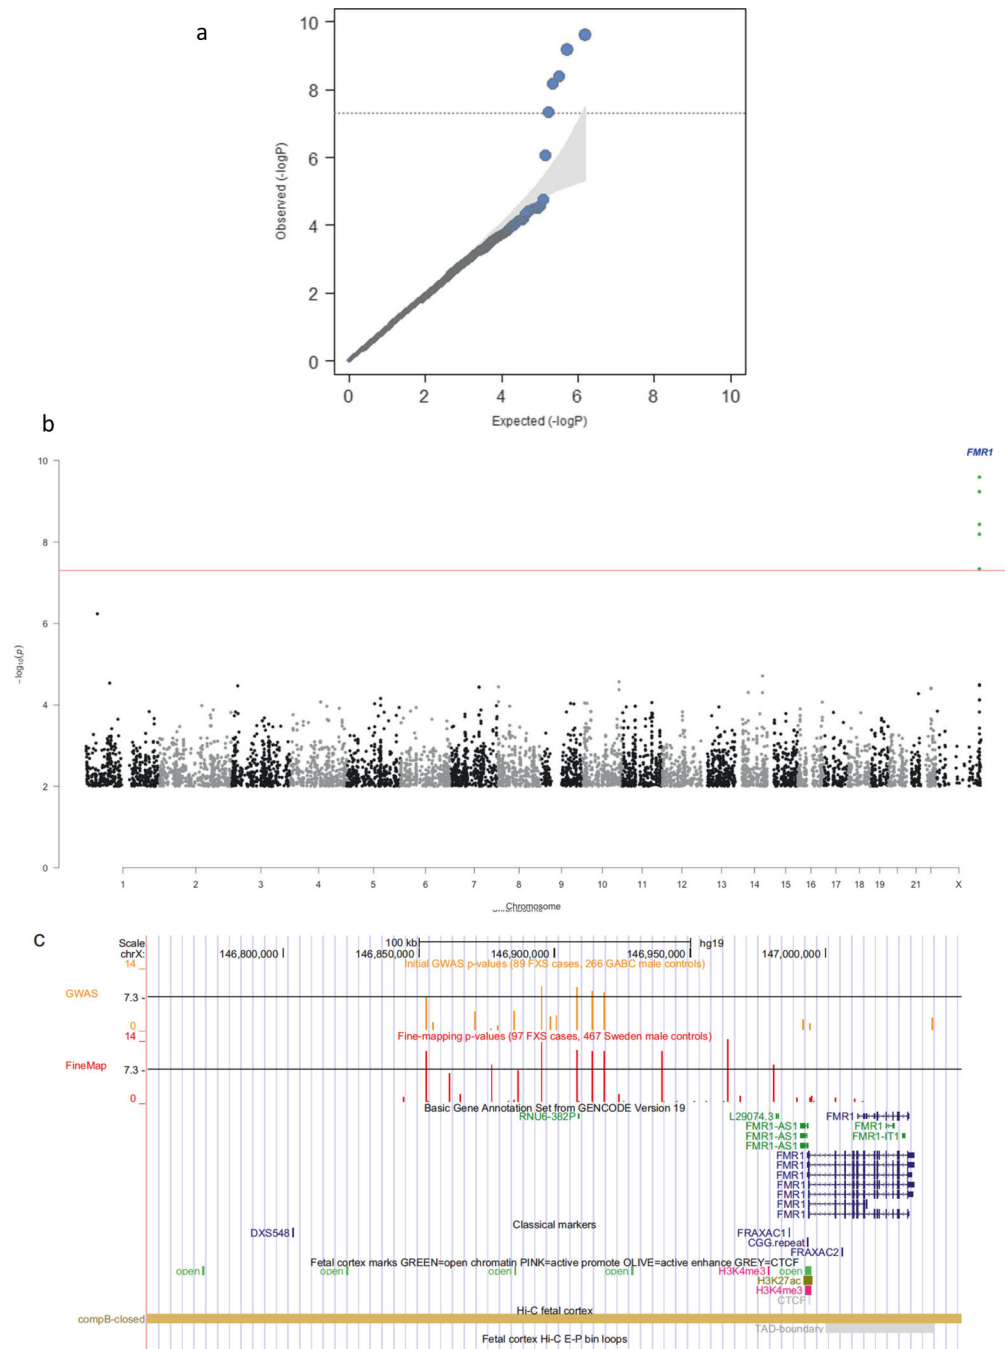 a
10
8
6
4
2
0
Observed (-logP)
0 2 4 6 8 10
Expected (-logP)
b
FMR1
10
8
6
4
2
0
-log10(p)
1 2 3 4 5 6 7 8 9 10 11 12 13 14 15 16 17 18 19 21 X
Chromosome
c
Scale 100 kb hg19
chrX: 146,800,000 146,850,000 146,900,000 146,950,000 147,000,000
14 Initial GWAS p-values (89 FXS cases, 266 GABC male controls)
GWAS 7.3 -
0
14 Fine-mapping p-values (97 FXS cases, 467 Sweden male controls)
FineMap 7.3 -
0
Basic Gene Annotation Set from GENCODE Version 19
RNU6-382P L29074.3 FMR1
FMR1-AS1 FMR1
FMR1-AS1 FMR1-IT1
FMR1-AS1
FMR1
FMR1
FMR1
FMR1
FMR1
FMR1
FMR1
Classical markers
DXS548 FRAXAC1
CGG.repeat
FRAXAC2
Fetal cortex marks GREEN=open chromatin PINK=active promote OLIVE=active enhance GREY=CTCF
open open open open H3K4me3 open
H3K27ac
H3K4me3
CTCF
Hi-C fetal cortex
compB-closed
TAD-boundary
Fetal cortex Hi-C E-P bin loops